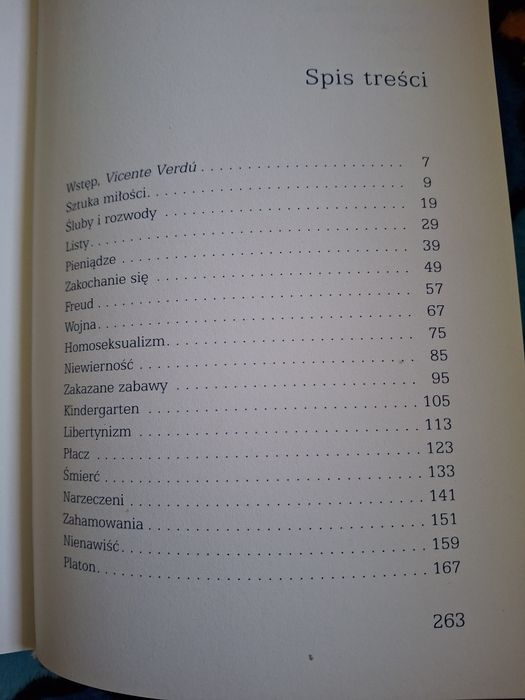 Spis treści
Wstęp, Vicente Verdú . . . . . . . . . . . . . . . . . . . . . . 7
Sztuka miłości. . . . . . . . . . . . . . . . . . . . . . . . . . . 9
Śluby i rozwody . . . . . . . . . . . . . . . . . . . . . . . . . 19
Listy. . . . . . . . . . . . . . . . . . . . . . . . . . . . . . . . . . 29
Pieniądze . . . . . . . . . . . . . . . . . . . . . . . . . . . . . . 39
Zakochanie się . . . . . . . . . . . . . . . . . . . . . . . . . . 49
Freud . . . . . . . . . . . . . . . . . . . . . . . . . . . . . . . . . 57
Wojna. . . . . . . . . . . . . . . . . . . . . . . . . . . . . . . . . 67
Homoseksualizm. . . . . . . . . . . . . . . . . . . . . . . . . 75
Niewierność . . . . . . . . . . . . . . . . . . . . . . . . . . . . 85
Zakazane zabawy . . . . . . . . . . . . . . . . . . . . . . . . 95
Kindergarten . . . . . . . . . . . . . . . . . . . . . . . . . . . 105
Libertynizm . . . . . . . . . . . . . . . . . . . . . . . . . . . . 113
Płacz . . . . . . . . . . . . . . . . . . . . . . . . . . . . . . . . . 123
Śmierć . . . . . . . . . . . . . . . . . . . . . . . . . . . . . . . . 133
Narzeczeni . . . . . . . . . . . . . . . . . . . . . . . . . . . . . 141
Zahamowania . . . . . . . . . . . . . . . . . . . . . . . . . . . 151
Nienawiść. . . . . . . . . . . . . . . . . . . . . . . . . . . . . . 159
Platon. . . . . . . . . . . . . . . . . . . . . . . . . . . . . . . . . 167
263